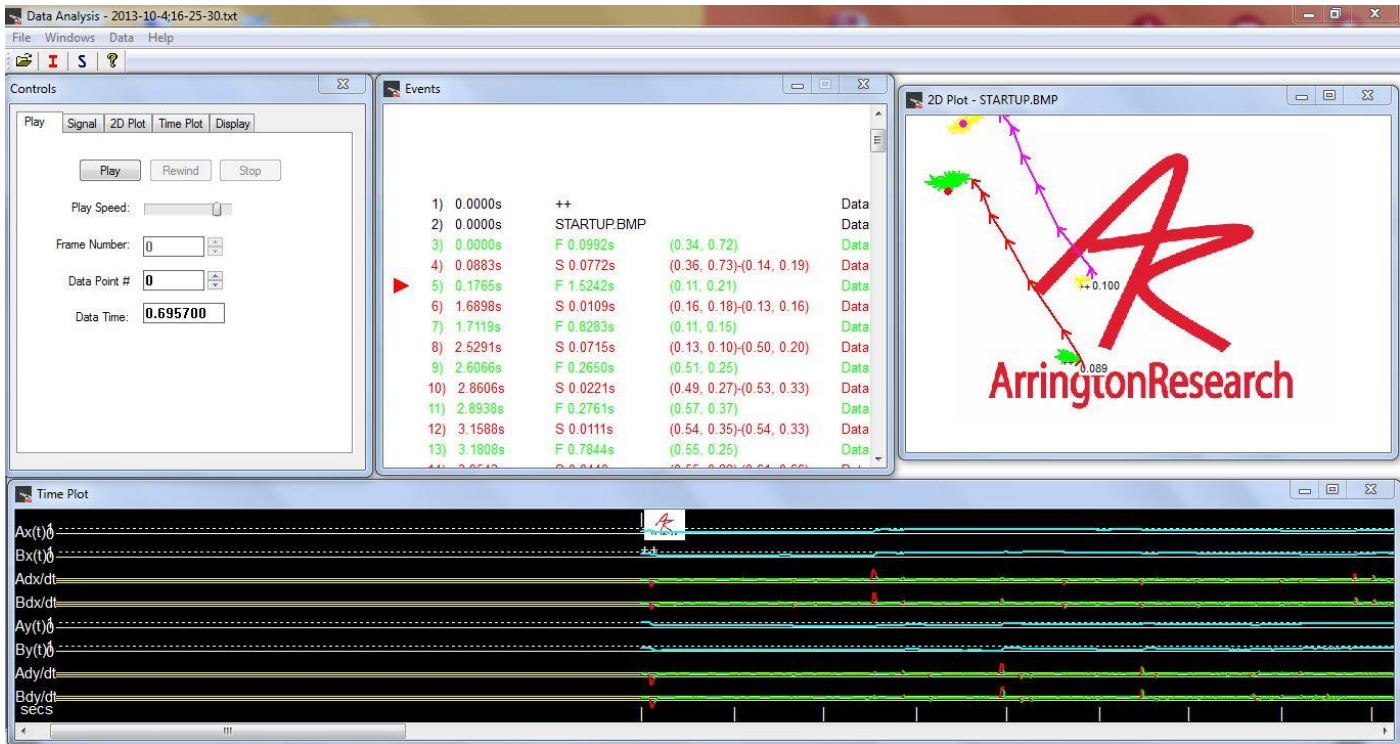 Data Analysis - 2013-10-4;16-25-30.txt
File Windows Data Help
I S ?
Controls
Play Signal 2D Plot Time Plot Display
Play Rewind Stop
Play Speed:
Frame Number: 0
Data Point # 0
Data Time: 0.695700
Events
1) 0.0000s ++ Data
2) 0.0000s STARTUP.BMP Data
3) 0.0000s F 0.0992s (0.34, 0.72) Data
4) 0.0883s S 0.0772s (0.36, 0.73)-(0.14, 0.19) Data
5) 0.1765s F 1.5242s (0.11, 0.21) Data
6) 1.6898s S 0.0109s (0.16, 0.18)-(0.13, 0.16) Data
7) 1.7119s F 0.8283s (0.11, 0.15) Data
8) 2.5291s S 0.0715s (0.13, 0.10)-(0.50, 0.20) Data
9) 2.6066s F 0.2650s (0.51, 0.25) Data
10) 2.8606s S 0.0221s (0.49, 0.27)-(0.53, 0.33) Data
11) 2.8938s F 0.2761s (0.57, 0.37) Data
12) 3.1588s S 0.0111s (0.54, 0.35)-(0.54, 0.33) Data
13) 3.1808s F 0.7844s (0.55, 0.25) Data
2D Plot - STARTUP.BMP
++0.100
0.089
ArringtonResearch
Time Plot
Ax(t)
Bx(t)
++
Adx/dt
Bdx/dt
Ay(t)
By(t)
Ady/dt
Bdy/dt
secs